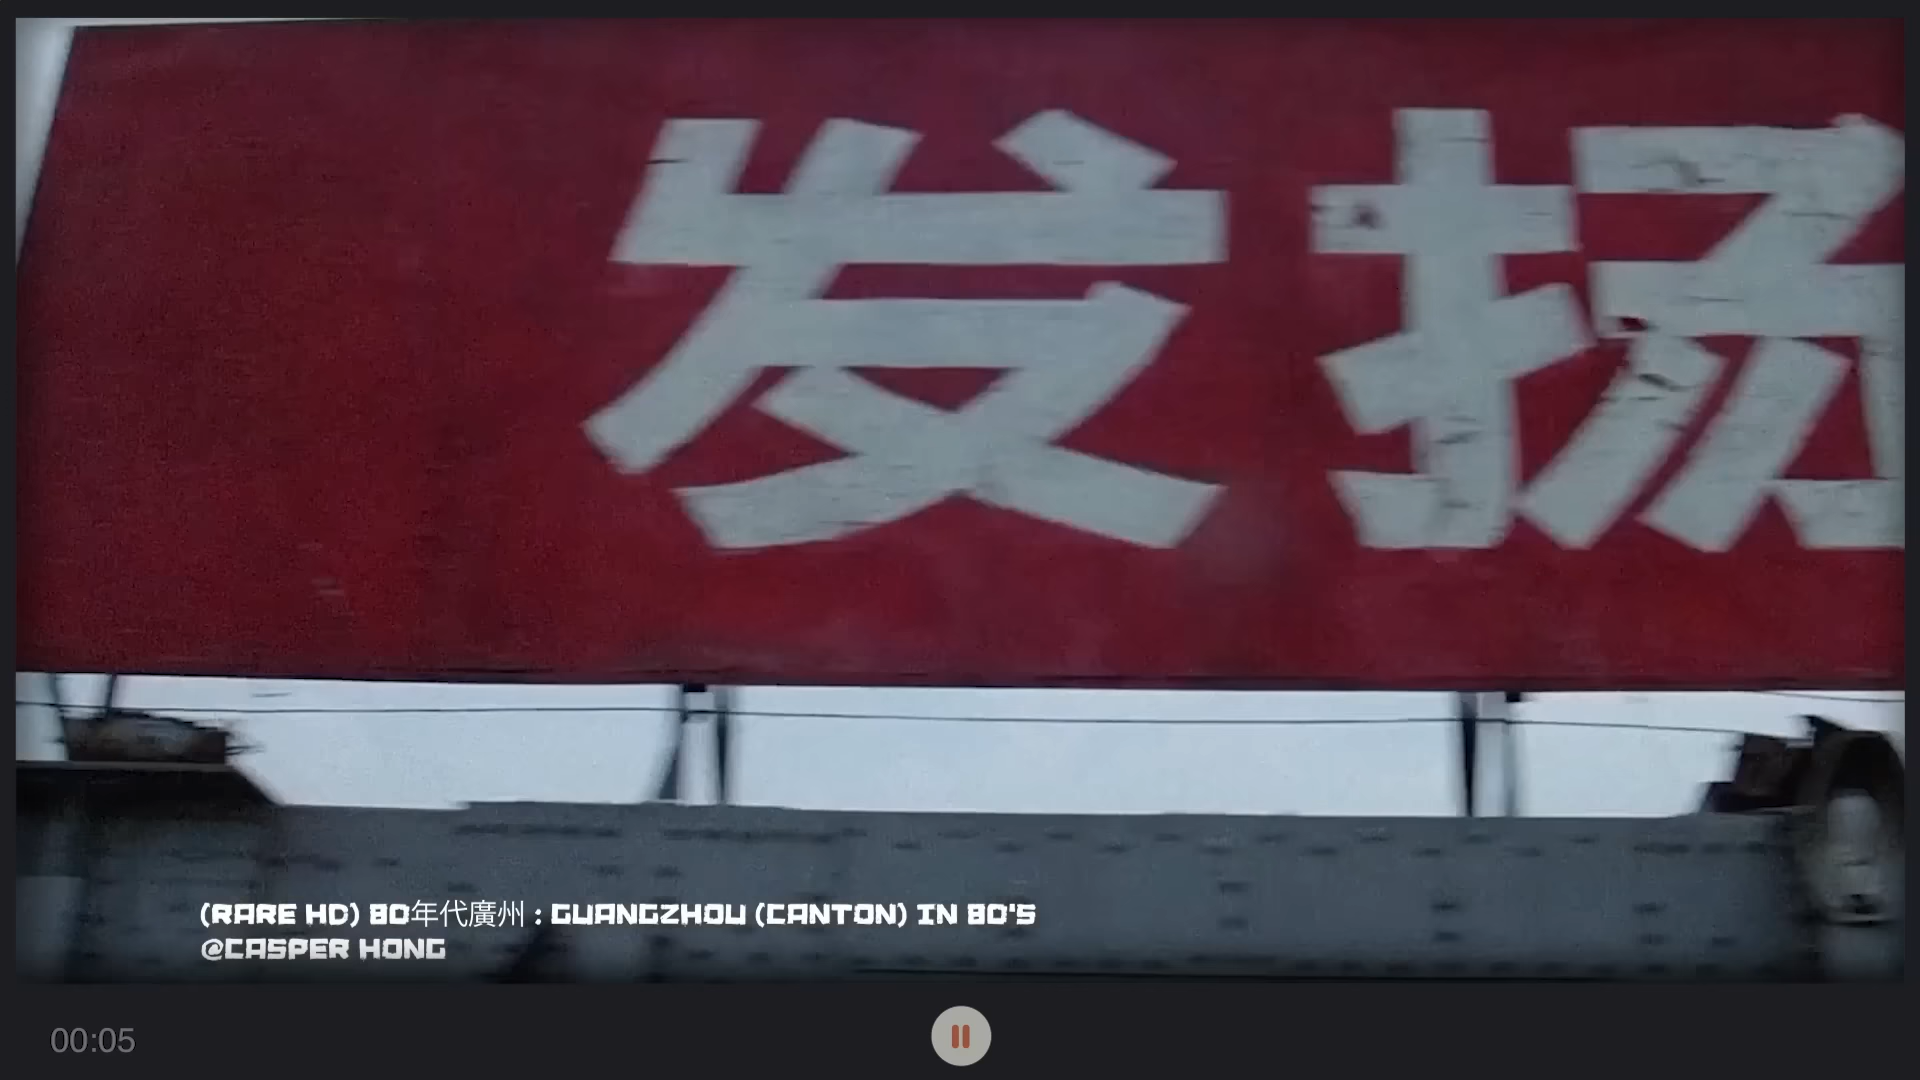 发扬
(RARE HD) 80年代廣州 : GUANGZHOU (CANTON) IN 80'S
@CASPER HONG
00:05